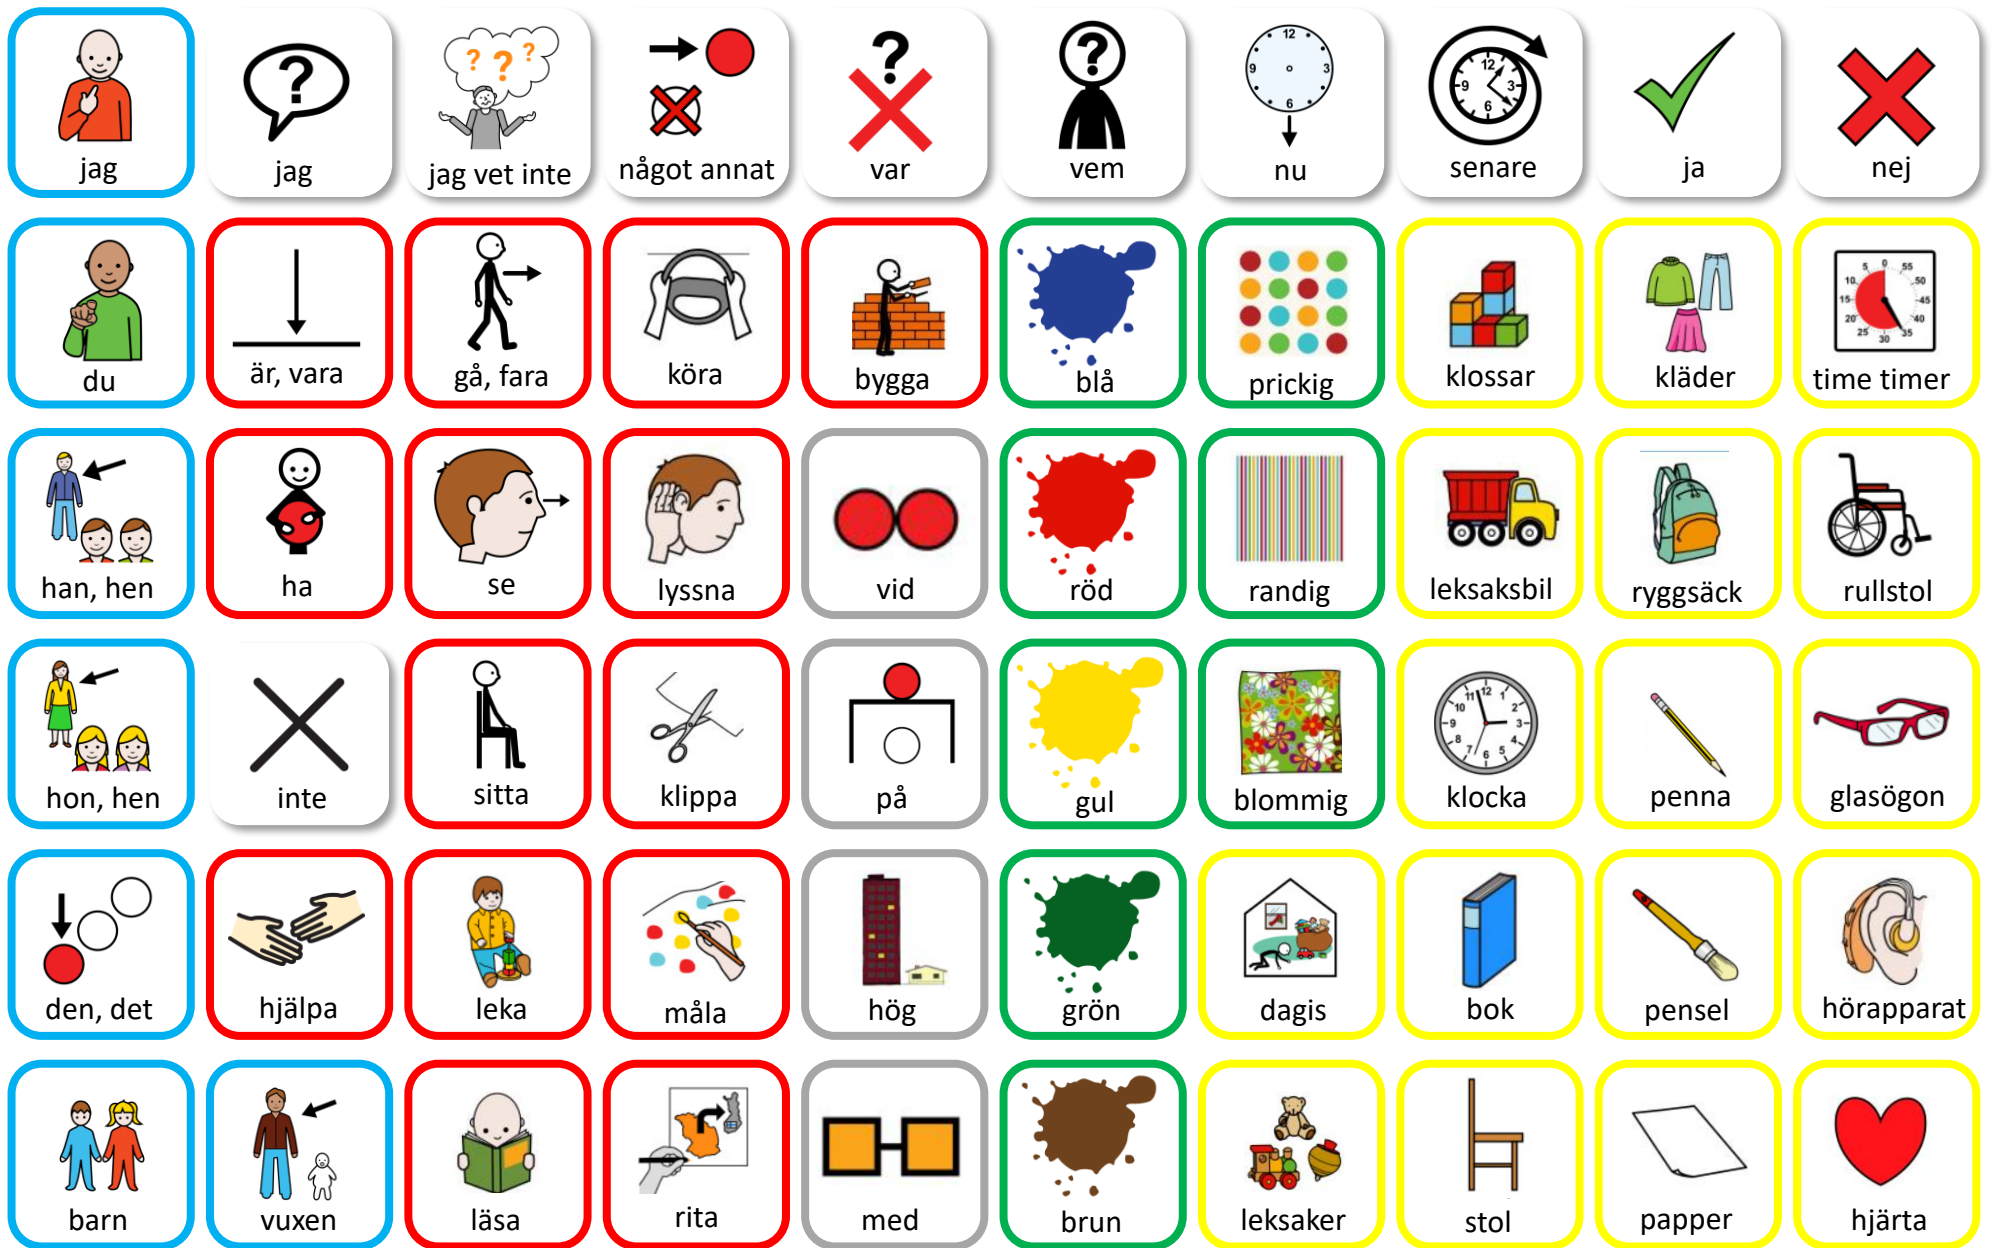 jag
jag
jag vet inte
något annat
var
vem
nu
senare
ja
nej
du
är, vara
gå, fara
köra
bygga
blå
prickig
klossar
kläder
time timer
han, hen
ha
se
lyssna
vid
röd
randig
leksaksbil
ryggsäck
rullstol
hon, hen
inte
sitta
klippa
på
gul
blommig
klocka
penna
glasögon
den, det
hjälpa
leka
måla
hög
grön
dagis
bok
pensel
hörapparat
barn
vuxen
läsa
rita
med
brun
leksaker
stol
papper
hjärta